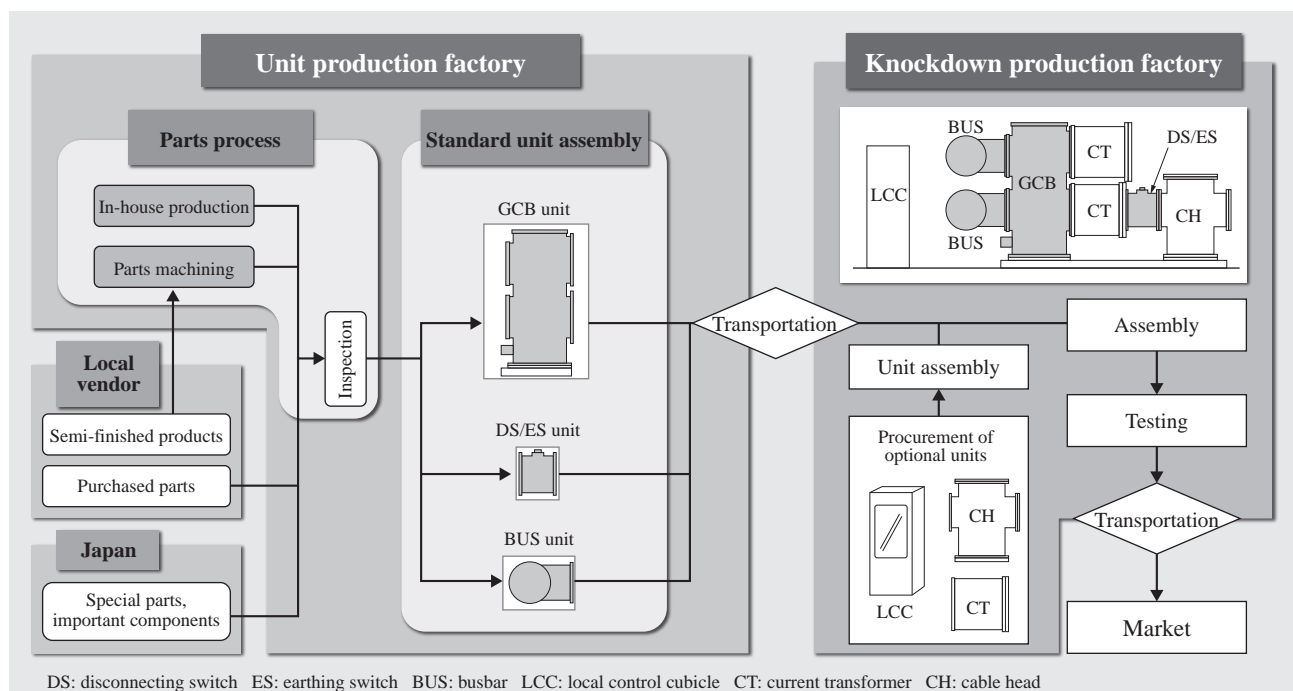 Unit production factory
Parts process
In-house production
Parts machining
Inspection
Local
vendor
Semi-finished products
Purchased parts
Japan
Special parts,
important components
Standard unit assembly
GCB unit
DS/ES unit
BUS unit
Transportation
Knockdown production factory
LCC
BUS
BUS
GCB
CT
CT
DS/ES
CH
Unit assembly
Procurement of
optional units
LCC
CH
CT
Assembly
Testing
Transportation
Market
DS: disconnecting switch ES: earthing switch BUS: busbar LCC: local control cubicle CT: current transformer CH: cable head